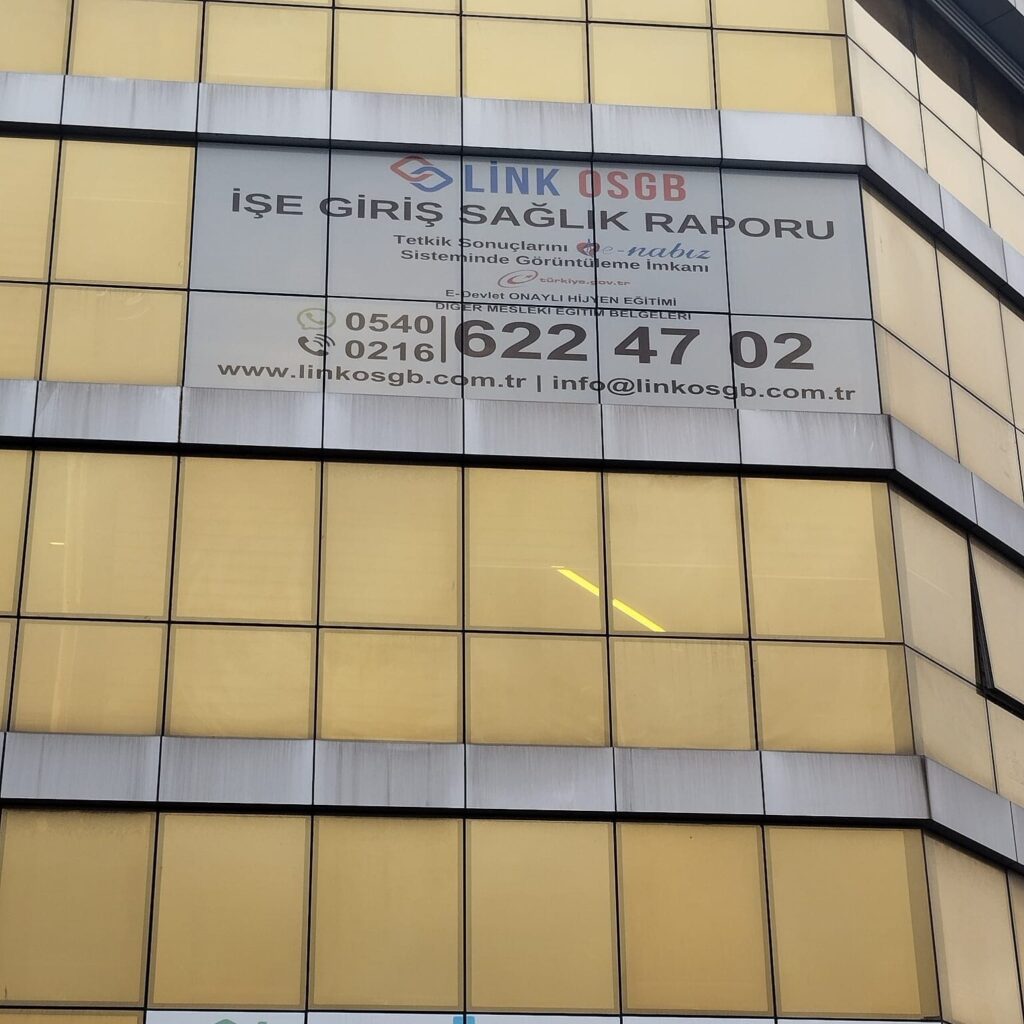 LİNK OSGB
İŞE GİRİŞ SAĞLIK RAPORU
Tetkik Sonuçlarını e-nabız
Sisteminde Görüntüleme İmkanı
türkiye.gov.tr
E-Devlet ONAYLI HİJYEN EĞİTİMİ
DİĞER MESLEKİ EĞİTİM BELGELERİ
0540
0216
622 47 02
www.linkosgb.com.tr | info@linkosgb.com.tr